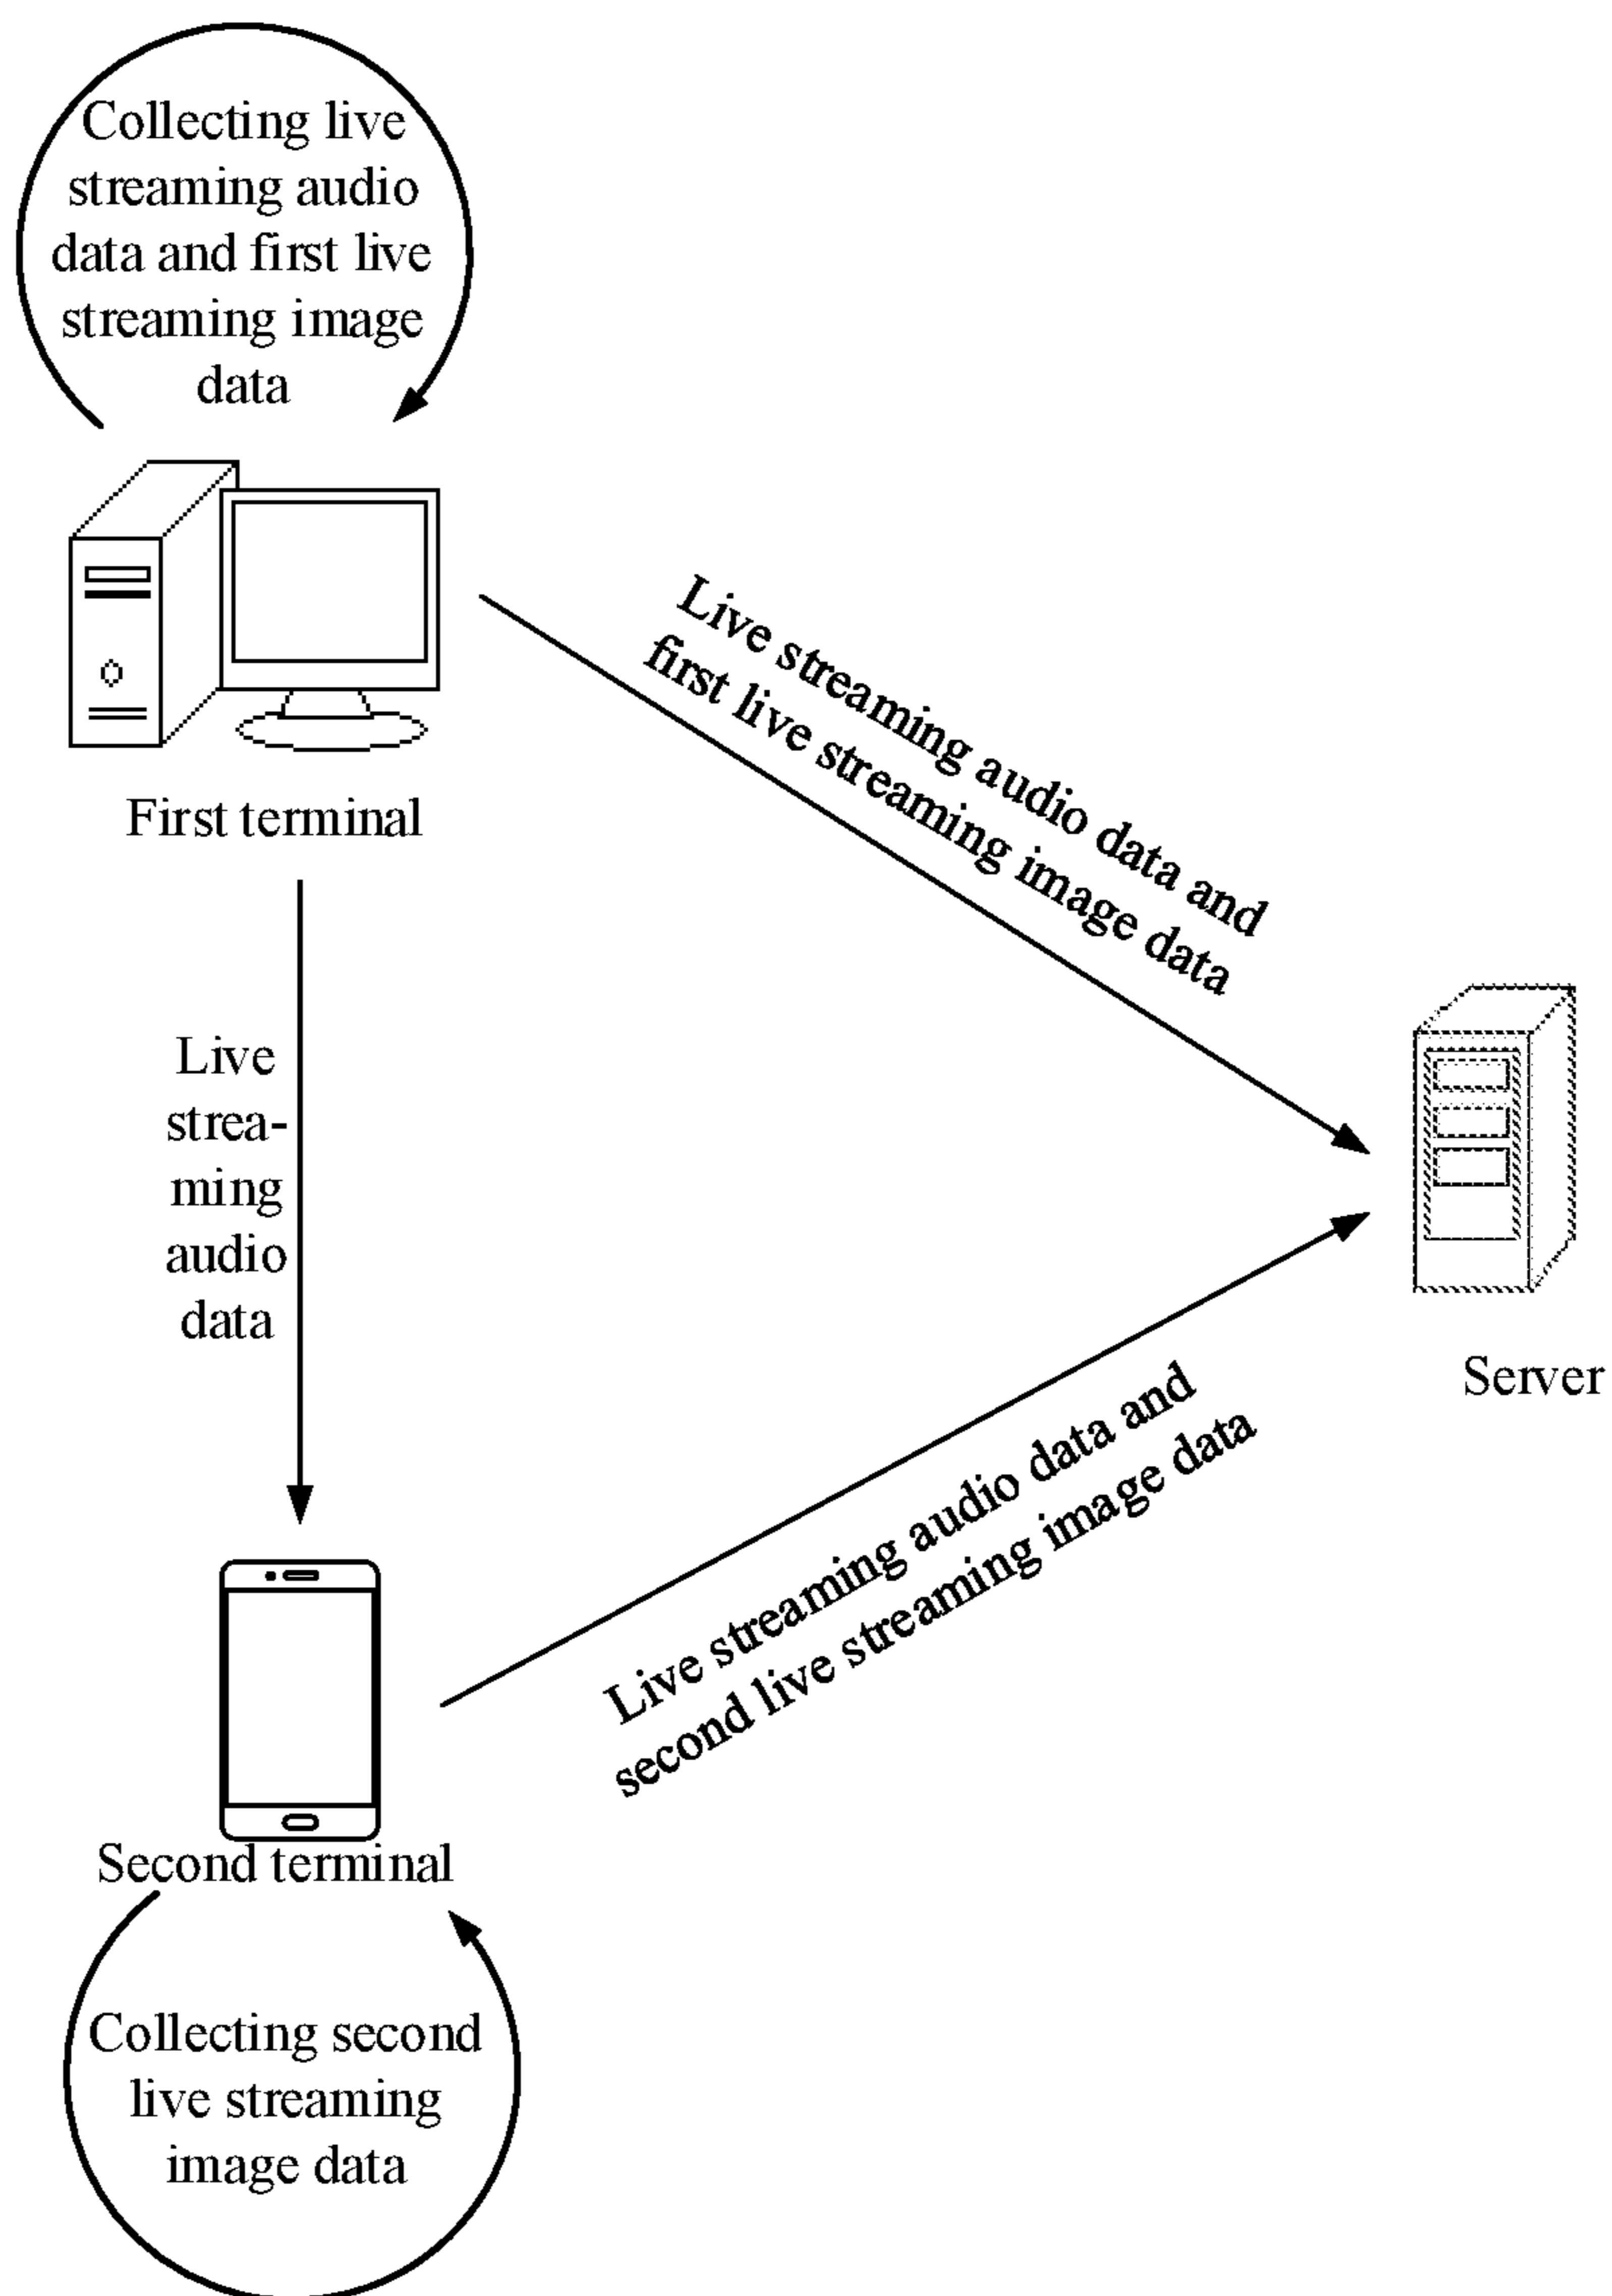 Collecting live
streaming audio
data and first live
streaming image
data
First terminal
Live streaming audio data and
first live streaming image data
Live
strea-
ming
audio
data
Server
Live streaming audio data and
second live streaming image data
Second terminal
Collecting second
live streaming
image data